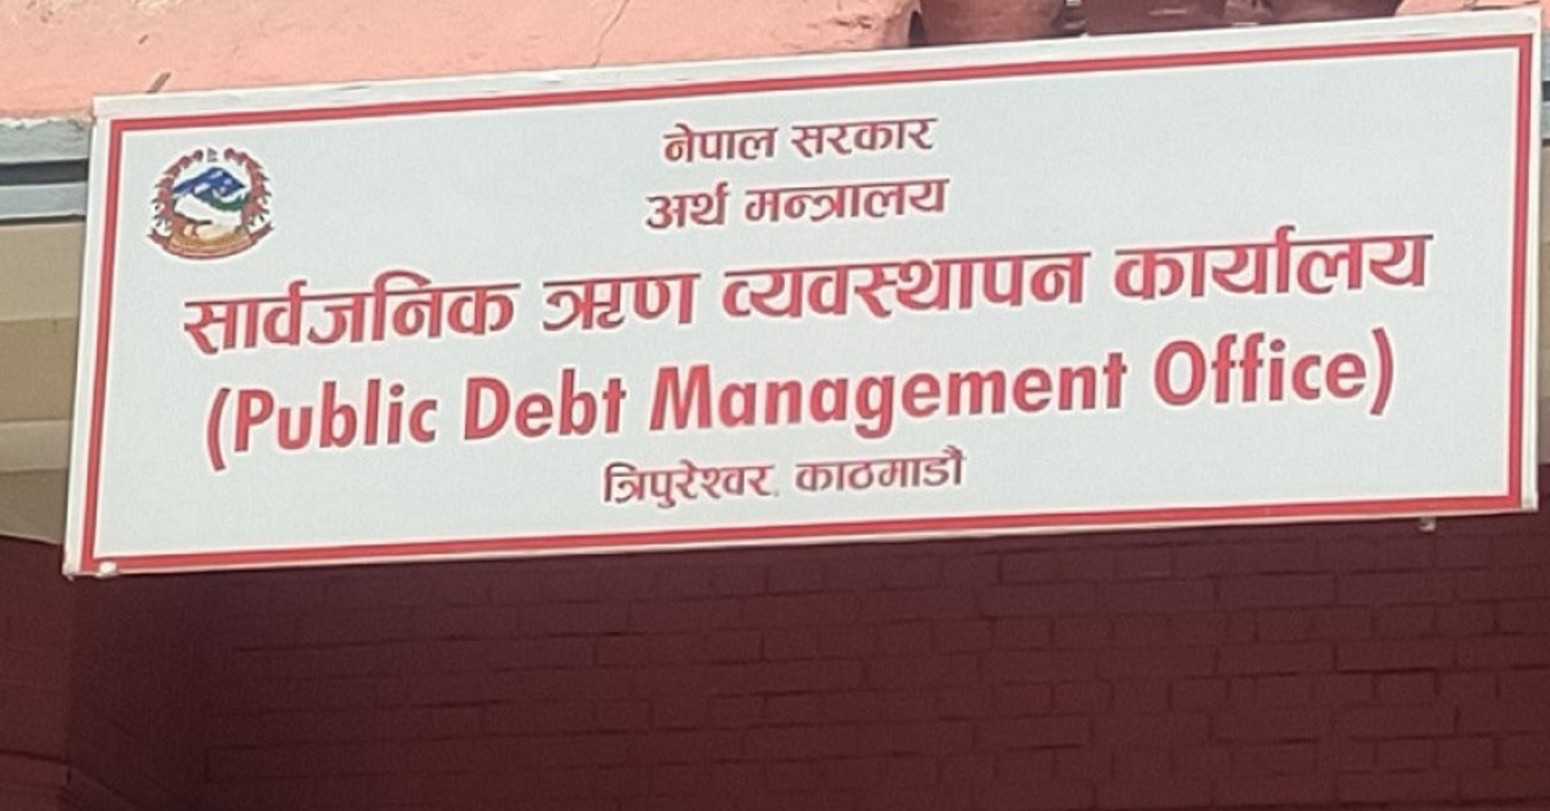 नेपाल सरकार
अर्थ मन्त्रालय
सार्वजनिक ऋण व्यवस्थापन कार्यालय
(Public Debt Management Office)
त्रिपुरेश्वर, काठमाडौ